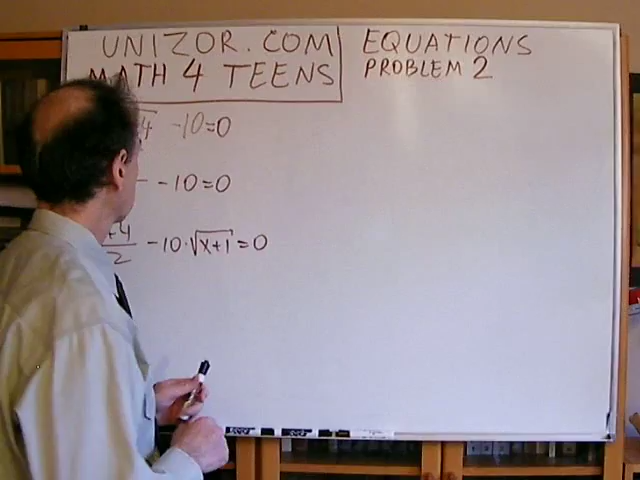 UNIZOR.COM
MATH 4 TEENS
EQUATIONS
PROBLEM 2
4 -10=0
-10=0
+4/2 -10·√x+1=0